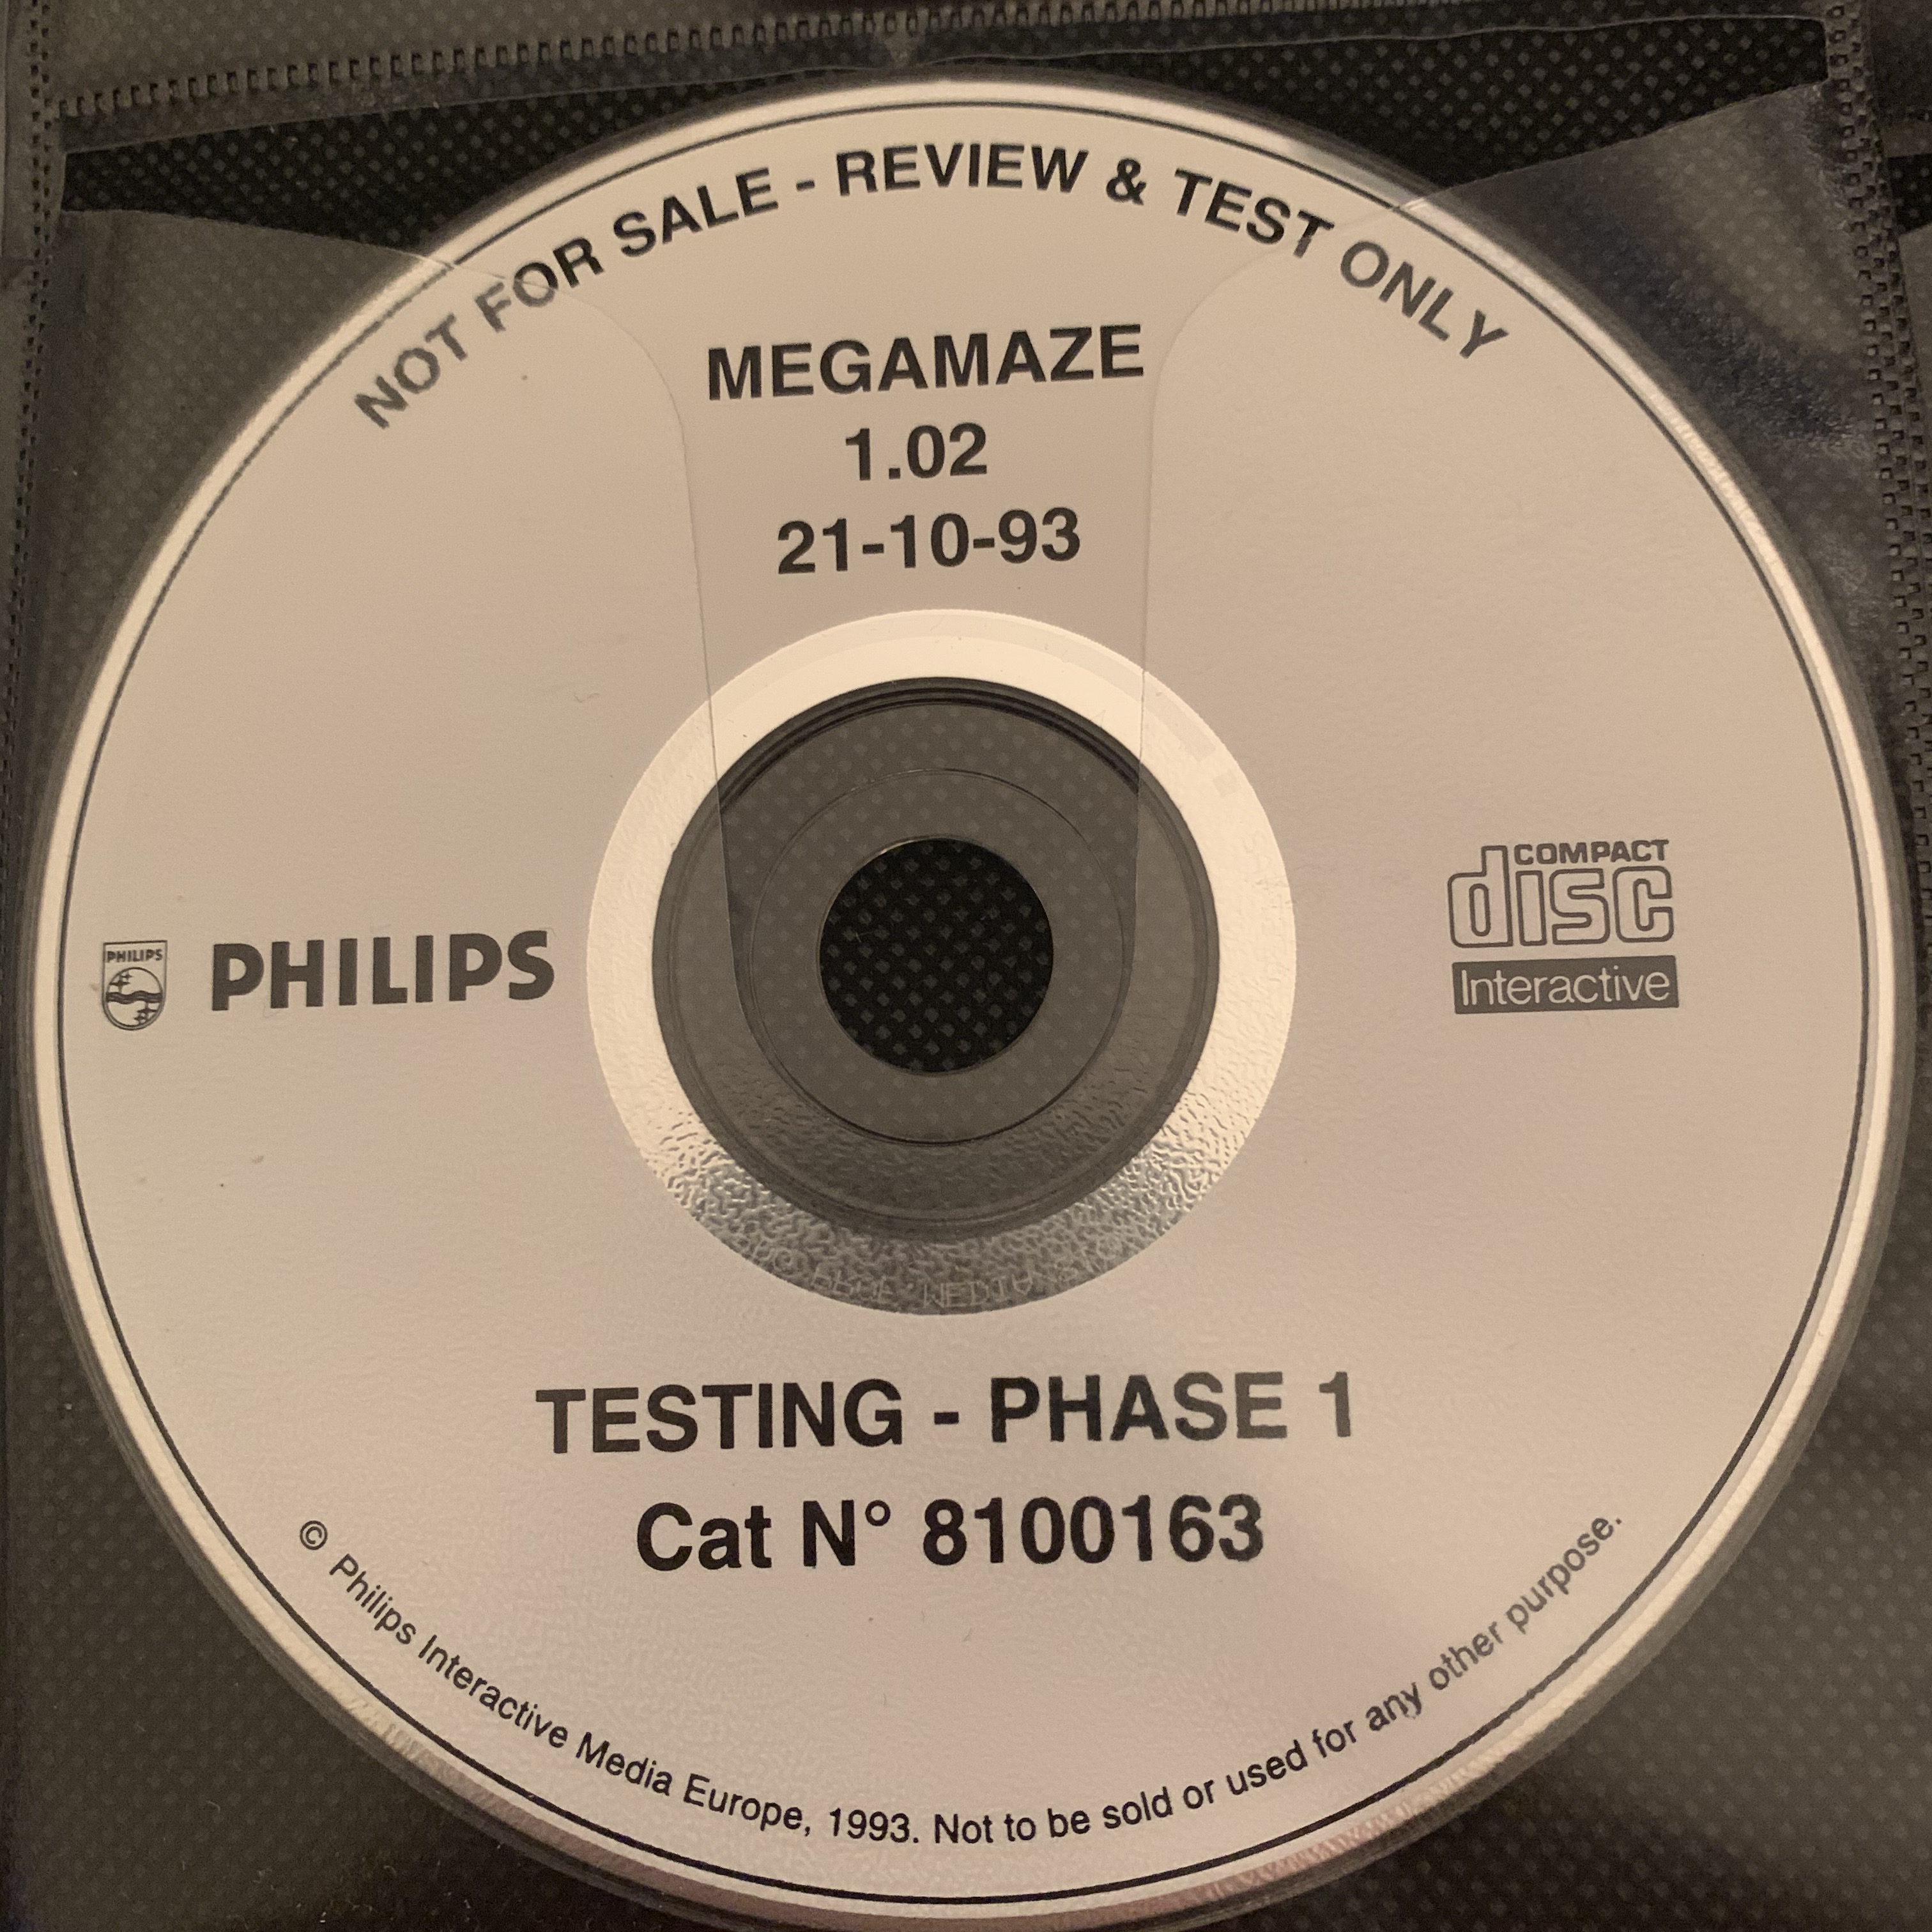 NOT FOR SALE - REVIEW & TEST ONLY
MEGAMAZE
1.02
21-10-93
PHILIPS
PHILIPS
COMPACT
disc
Interactive
TESTING - PHASE 1
Cat N° 8100163
© Philips Interactive Media Europe, 1993. Not to be sold or used for any other purpose.